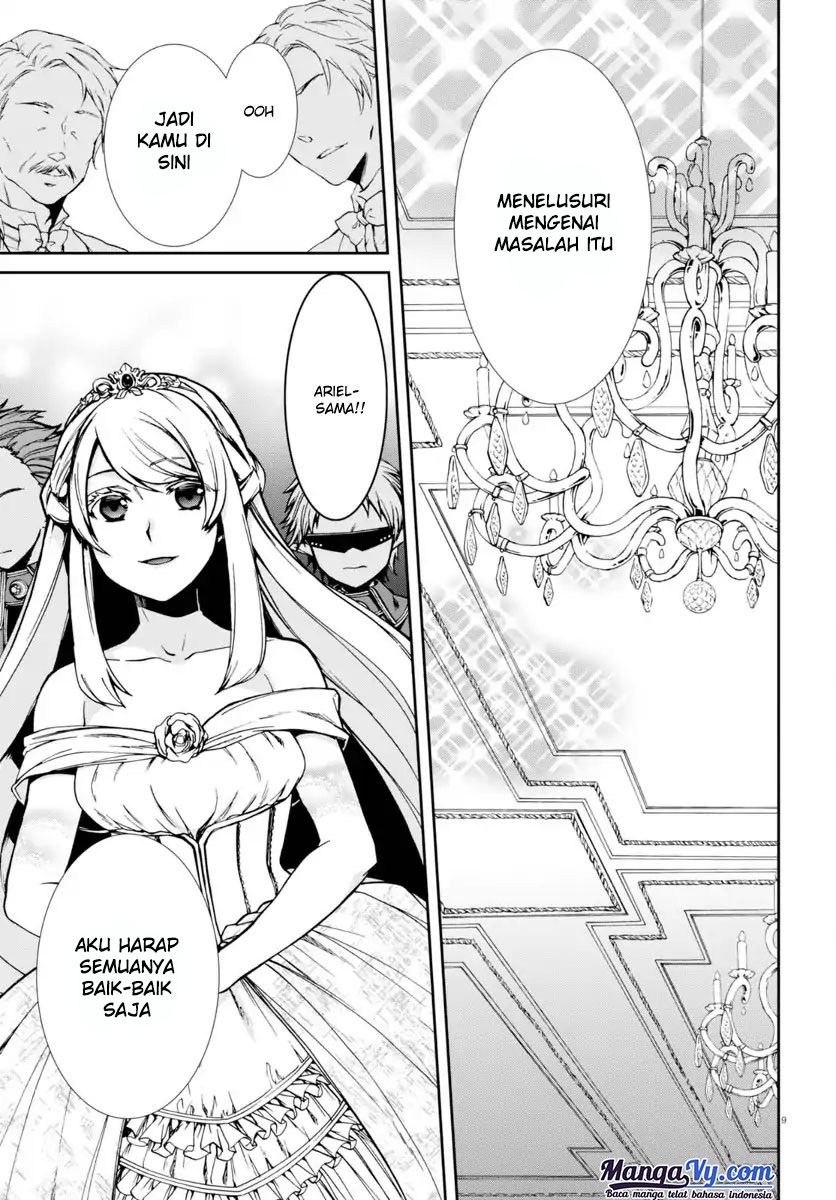 MENELUSURI
MENGENAI
MASALAH ITU
OOH
JADI
KAMU DI
SINI
ARIEL-
SAMA!!
AKU HARAP
SEMUANYA
BAIK-BAIK
SAJA
9
MangaVy.com
Baca manga telat bahasa indonesia